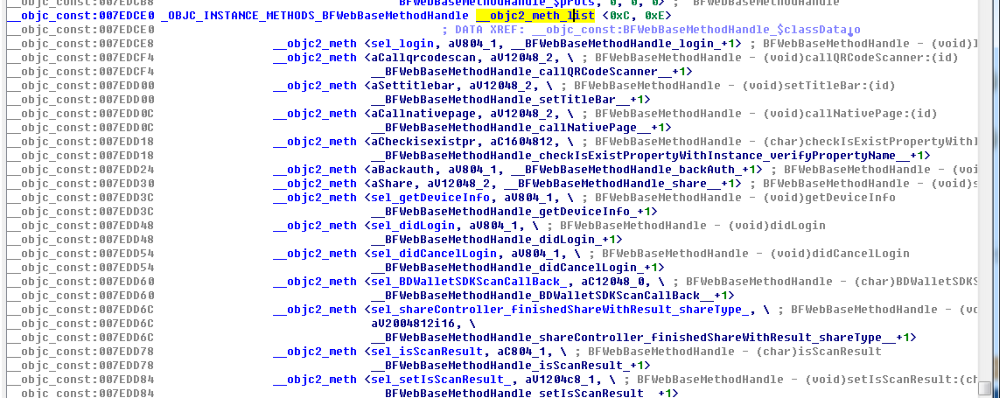 __objc_const:007EDCB8 BFWebBaseMethodHandle_$prots, 0, 0, 0> ; BFWebBaseMethodHandle
__objc_const:007EDCE0 _OBJC_INSTANCE_METHODS_BFWebBaseMethodHandle __objc2_meth_list <0xC, 0xE>
__objc_const:007EDCE0 ; DATA XREF: __objc_const:BFWebBaseMethodHandle_$classData↓o
__objc_const:007EDCE8 __objc2_meth <sel_login, aV804_1, __BFWebBaseMethodHandle_login_+1> ; BFWebBaseMethodHandle - (void)l
__objc_const:007EDCF4 __objc2_meth <aCallqrcodescan, aV12048_2, \ ; BFWebBaseMethodHandle - (void)callQRCodeScanner:(id)
__objc_const:007EDCF4 __BFWebBaseMethodHandle_callQRCodeScanner__+1>
__objc_const:007EDD00 __objc2_meth <aSettitlebar, aV12048_2, \ ; BFWebBaseMethodHandle - (void)setTitleBar:(id)
__objc_const:007EDD00 __BFWebBaseMethodHandle_setTitleBar__+1>
__objc_const:007EDD0C __objc2_meth <aCallnativepage, aV12048_2, \ ; BFWebBaseMethodHandle - (void)callNativePage:(id)
__objc_const:007EDD0C __BFWebBaseMethodHandle_callNativePage__+1>
__objc_const:007EDD18 __objc2_meth <aCheckisexistpr, aC1604812, \ ; BFWebBaseMethodHandle - (char)checkIsExistPropertyWithI
__objc_const:007EDD18 __BFWebBaseMethodHandle_checkIsExistPropertyWithInstance_verifyPropertyName__+1>
__objc_const:007EDD24 __objc2_meth <aBackauth, aV804_1, __BFWebBaseMethodHandle_backAuth_+1> ; BFWebBaseMethodHandle - (voi
__objc_const:007EDD30 __objc2_meth <aShare, aV12048_2, __BFWebBaseMethodHandle_share__+1> ; BFWebBaseMethodHandle - (void)s
__objc_const:007EDD3C __objc2_meth <sel_getDeviceInfo, aV804_1, \ ; BFWebBaseMethodHandle - (void)getDeviceInfo
__objc_const:007EDD3C __BFWebBaseMethodHandle_getDeviceInfo_+1>
__objc_const:007EDD48 __objc2_meth <sel_didLogin, aV804_1, \ ; BFWebBaseMethodHandle - (void)didLogin
__objc_const:007EDD48 __BFWebBaseMethodHandle_didLogin_+1>
__objc_const:007EDD54 __objc2_meth <sel_didCancelLogin, aV804_1, \ ; BFWebBaseMethodHandle - (void)didCancelLogin
__objc_const:007EDD54 __BFWebBaseMethodHandle_didCancelLogin_+1>
__objc_const:007EDD60 __objc2_meth <sel_BDWalletSDKScanCallBack_, aC12048_0, \ ; BFWebBaseMethodHandle - (char)BDWalletSDKS
__objc_const:007EDD60 __BFWebBaseMethodHandle_BDWalletSDKScanCallBack__+1>
__objc_const:007EDD6C __objc2_meth <sel_shareController_finishedShareWithResult_shareType_, \ ; BFWebBaseMethodHandle - (vo
__objc_const:007EDD6C aV2004812i16, \
__objc_const:007EDD6C __BFWebBaseMethodHandle_shareController_finishedShareWithResult_shareType__+1>
__objc_const:007EDD78 __objc2_meth <sel_isScanResult, aC804_1, \ ; BFWebBaseMethodHandle - (char)isScanResult
__objc_const:007EDD78 __BFWebBaseMethodHandle_isScanResult_+1>
__objc_const:007EDD84 __objc2_meth <sel_setIsScanResult_, aV1204c8_1, \ ; BFWebBaseMethodHandle - (void)setIsScanResult:(ch
__objc_const:007EDD84 __BFWebBaseMethodHandle_setIsScanResult__+1>